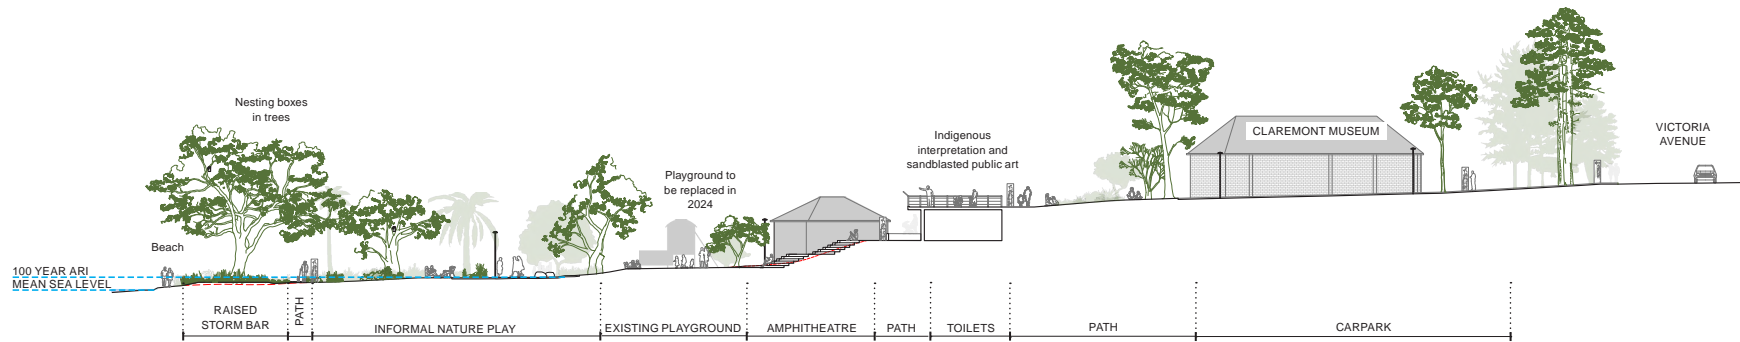 Nesting boxes
in trees
Beach
100 YEAR ARI
MEAN SEA LEVEL
Playground to
be replaced in
2024
Indigenous
interpretation and
sandblasted public art
CLAREMONT MUSEUM
VICTORIA
AVENUE
RAISED
STORM BAR
PATH
INFORMAL NATURE PLAY
EXISTING PLAYGROUND
AMPHITHEATRE
PATH
TOILETS
PATH
CARPARK